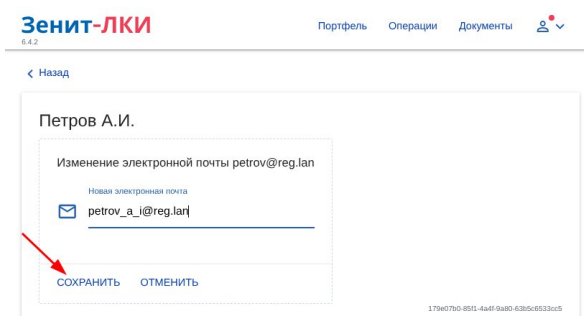 Зенит-ЛКИ
6.4.2
Портфель Операции Документы
Назад
Петров А.И.
Изменение электронной почты petrov@reg.lan
Новая электронная почта
petrov_a_i@reg.lan
СОХРАНИТЬ ОТМЕНИТЬ
179e07b0-85f1-4a4f-9a80-63b5c6533cc5